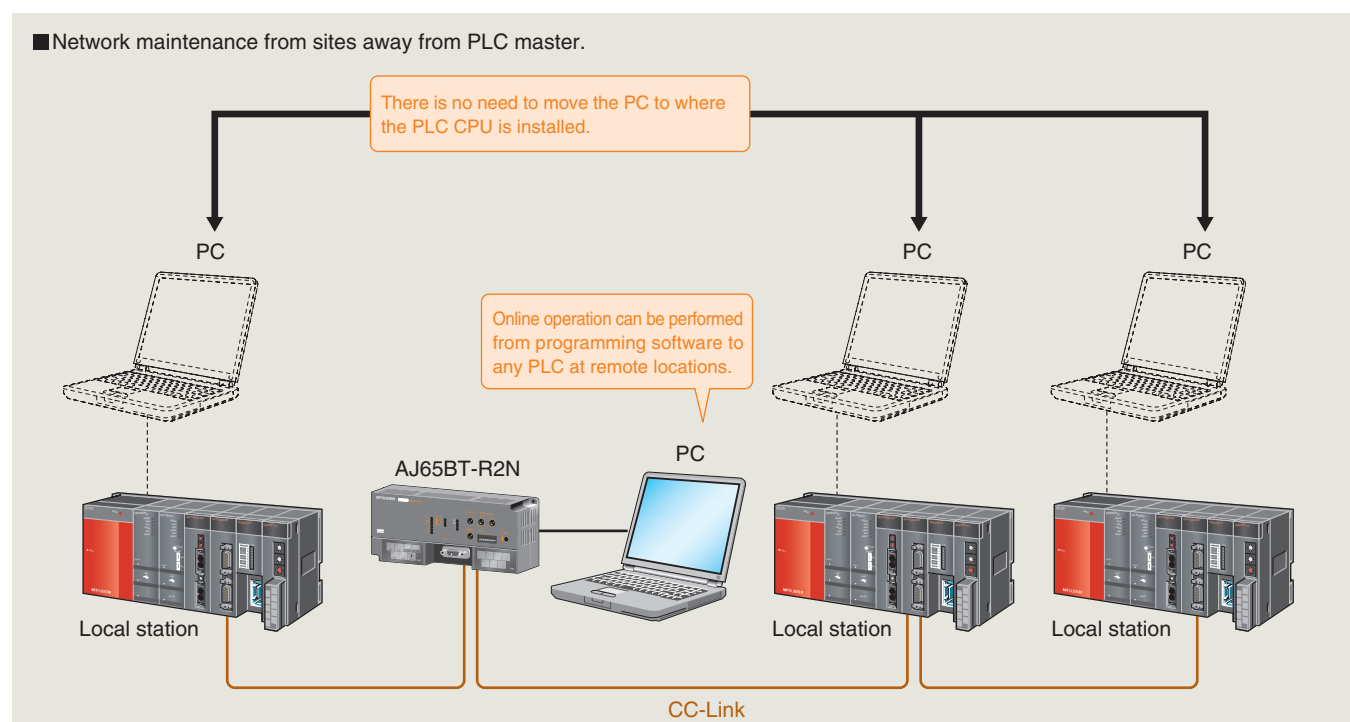 ■Network maintenance from sites away from PLC master.
There is no need to move the PC to where
the PLC CPU is installed.
PC
PC
PC
Online operation can be performed
from programming software to
any PLC at remote locations.
AJ65BT-R2N
PC
Local station
Local station
Local station
CC-Link